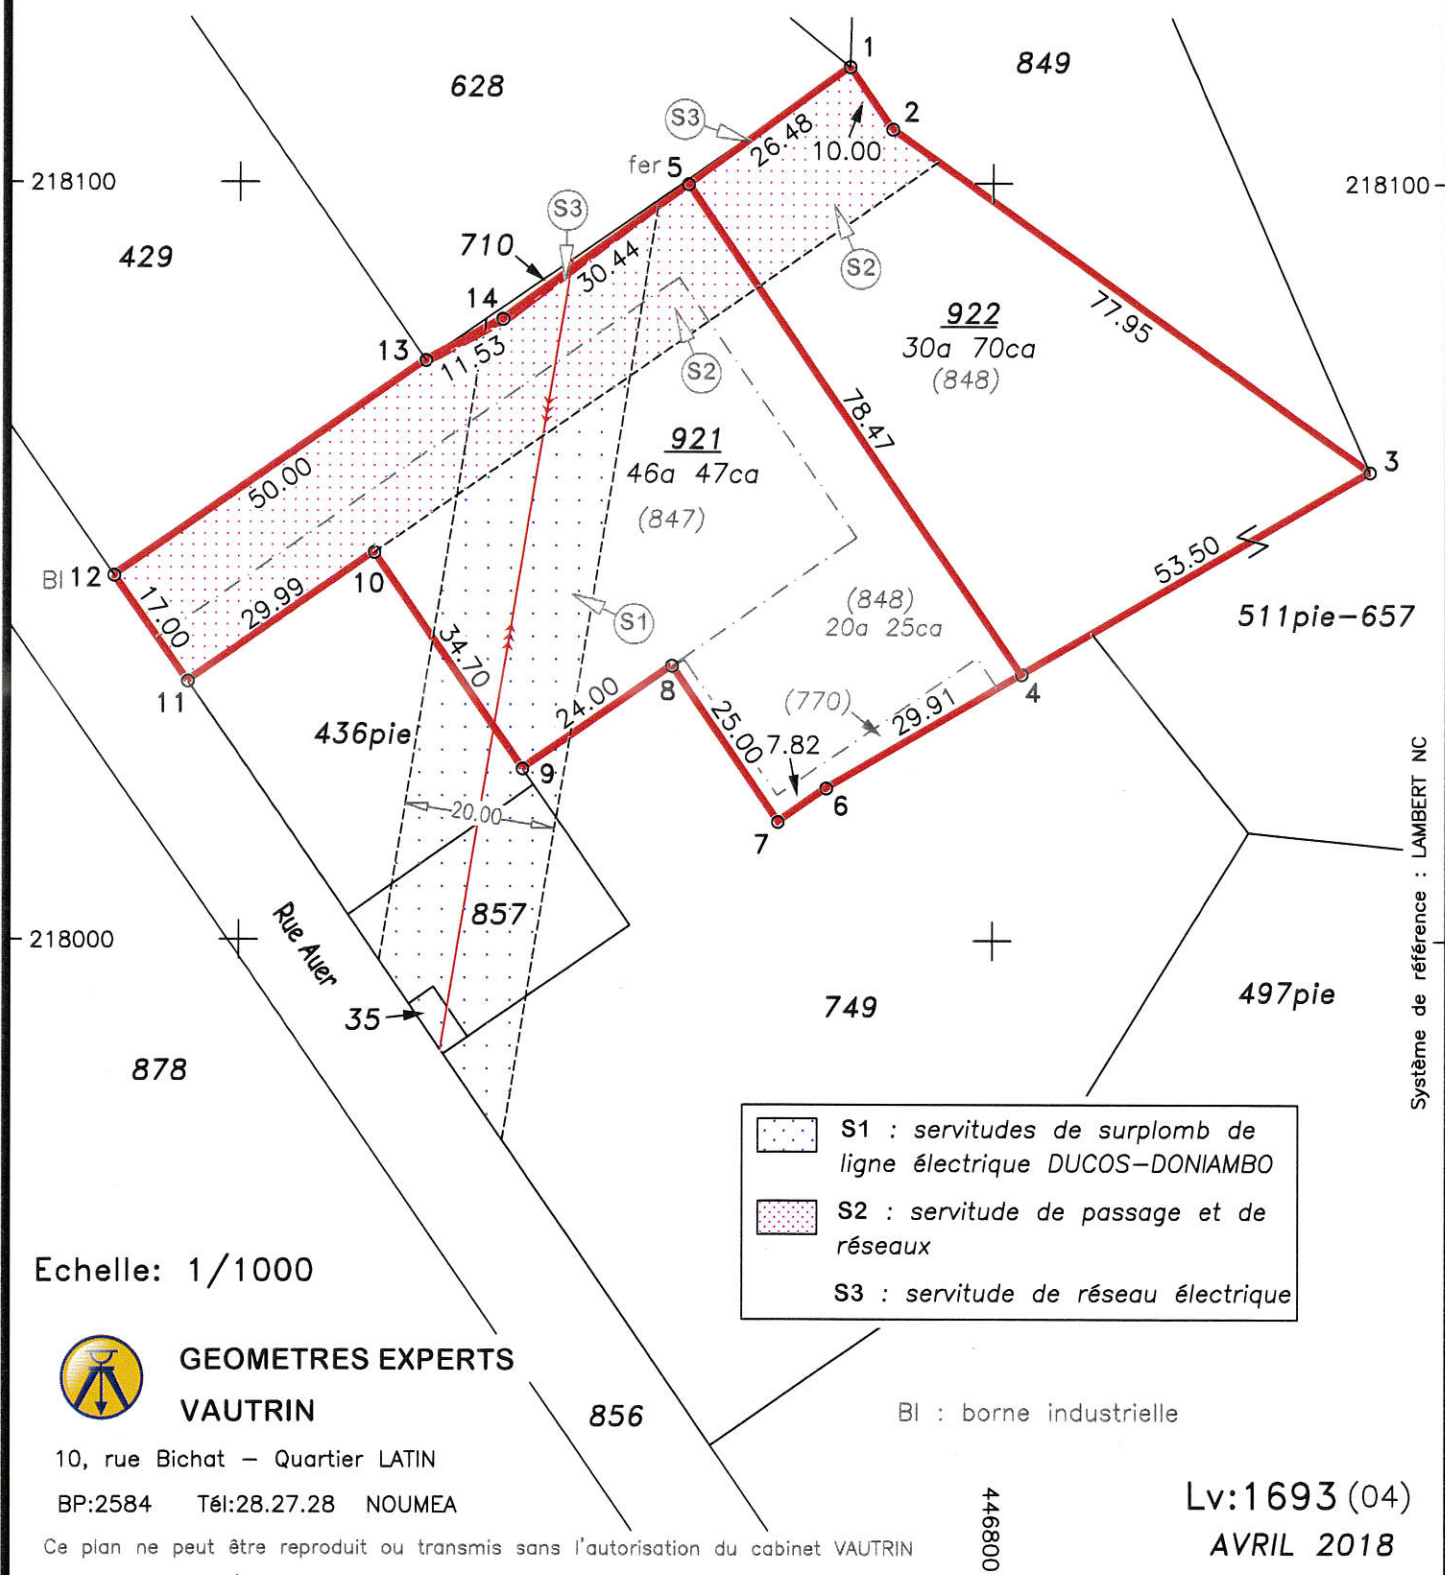 1
849
628
S3
2
26.48
10.00
fer 5
218100
218100
S3
429
710
30.44
S2
14
922
77.95
30a 70ca
13
11.53
S2
(848)
78.47
921
46a 47ca
3
50.00
(847)
53.50
BI 12
10
29.99
17.00
(848)
S1
20a 25ca
511pie-657
34.70
11
8
4
24.00
(770)
29.91
25.00
436pie
7.82
9
6
20.00
7
Système de référence : LAMBERT NC
857
Rue Auer
218000
497pie
749
35
878
S1 : servitudes de surplomb de
ligne électrique DUCOS-DONIAMBO
S2 : servitude de passage et de
réseaux
S3 : servitude de réseau électrique
Echelle: 1/1000
GEOMETRES EXPERTS
VAUTRIN
856
BI : borne industrielle
10, rue Bichat - Quartier LATIN
BP:2584 Tél:28.27.28 NOUMEA
446800
Lv:1693 (04)
AVRIL 2018
Ce plan ne peut être reproduit ou transmis sans l'autorisation du cabinet VAUTRIN